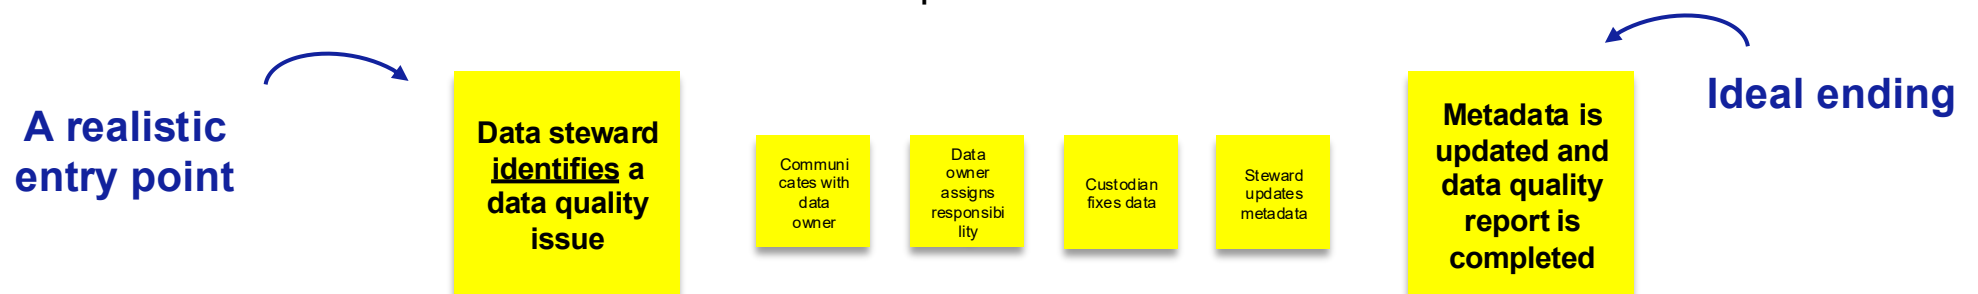 A realistic
entry point
Data steward
identifies a
data quality
issue
Communi
cates with
data
owner
Data
owner
assigns
responsibi
lity
Custodian
fixes data
Steward
updates
metadata
Metadata is
updated and
data quality
report is
completed
Ideal ending